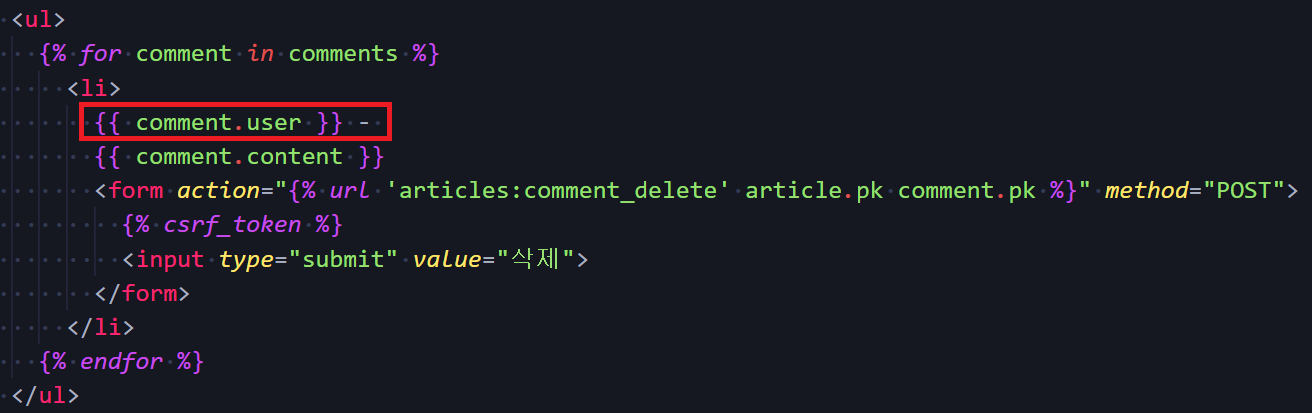 <ul>
{% for comment in comments %}
<li>
{{ comment.user }} -
{{ comment.content }}
<form action="{% url 'articles:comment_delete' article.pk comment.pk %}" method="POST">
{% csrf_token %}
<input type="submit" value="삭제">
</form>
</li>
{% endfor %}
</ul>